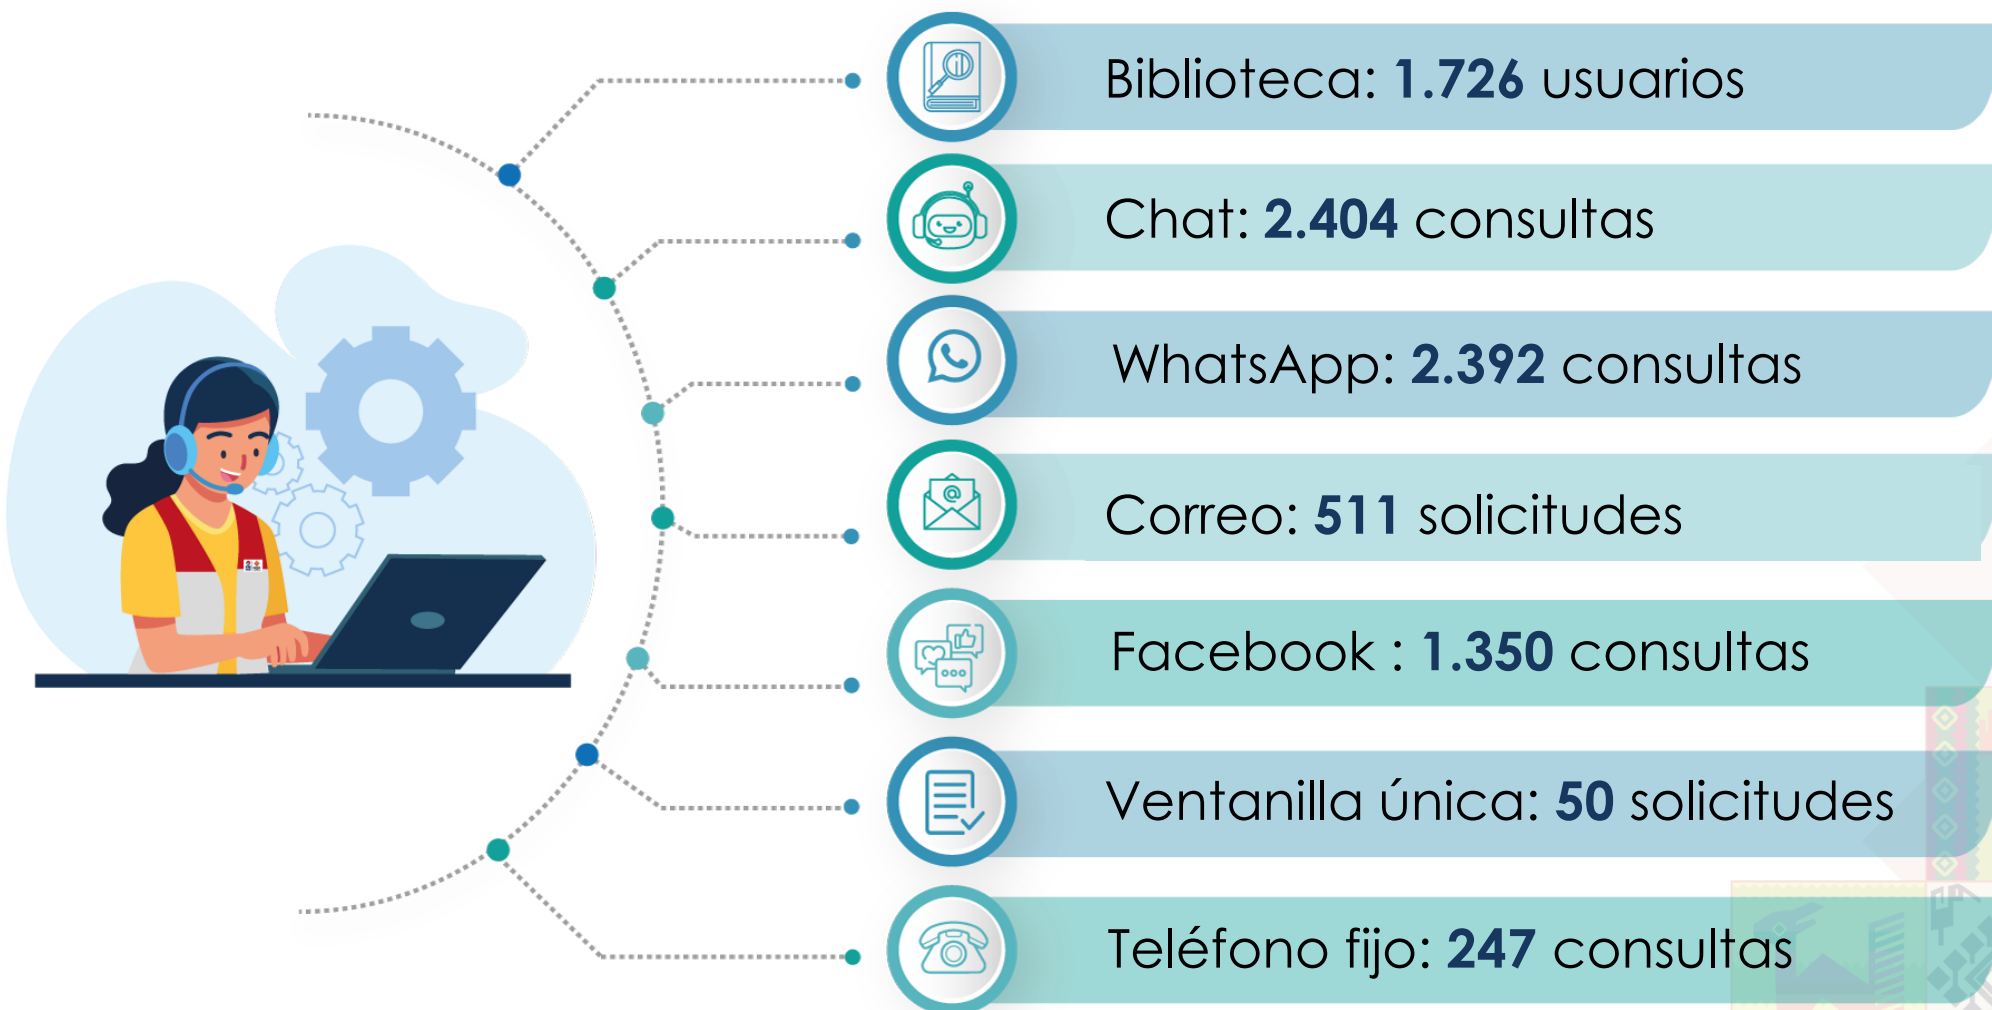 Biblioteca: 1.726 usuarios
Chat: 2.404 consultas
WhatsApp: 2.392 consultas
Correo: 511 solicitudes
Facebook : 1.350 consultas
Ventanilla única: 50 solicitudes
Teléfono fijo: 247 consultas